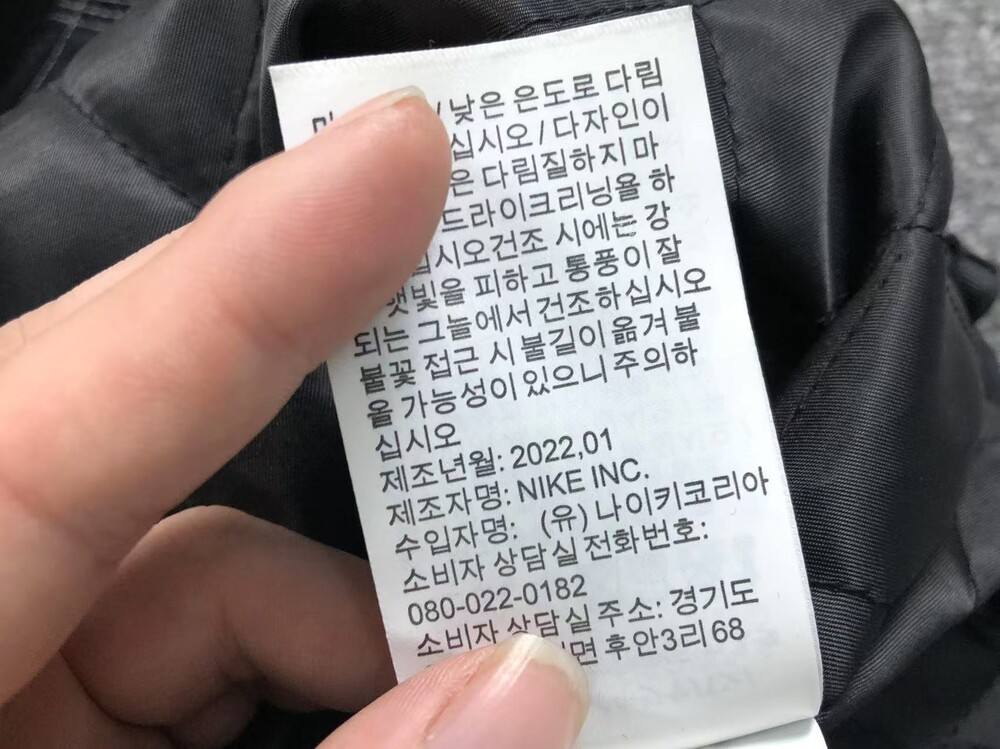 / 낮은 은도로 다림
십시오 / 다자인이
은 다림질하지 마
드라이크리닝율 하
십시오건조 시에는 강
햇빛을 피하고 통풍이 잘
되는 그늘에서 건조하십시오
불꽃 접근 시 불길이 옮겨 불
올 가능성이 있으니 주의하
십시오
제조년월: 2022,01
제조자명: NIKE INC.
수입자명: (유) 나이키코리아
소비자 상담실 전화번호:
080-022-0182
소비자 상담실 주소: 경기도
면 후안3리 68